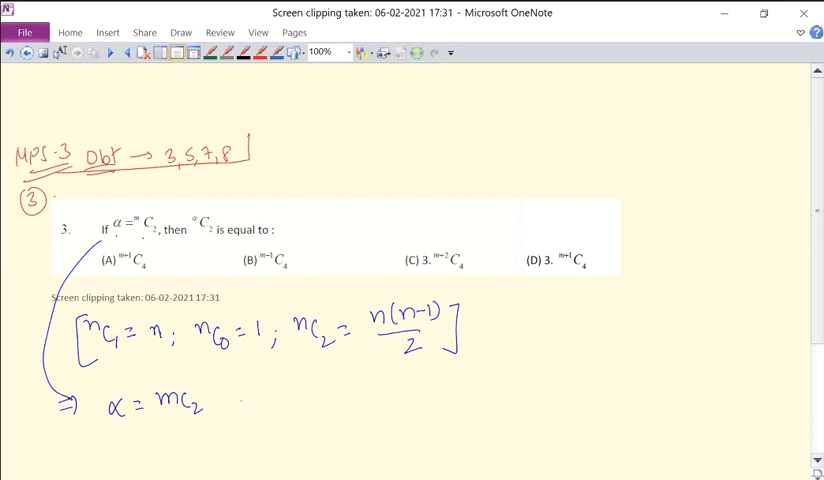 Screen clipping taken: 06-02-2021 17:31 - Microsoft OneNote
File Home Insert Draw Review View Pages
100%
MPS-3 Dbt → 3,5,7,8
③
3. If α = ᵐC₂, then ᵅC₂ is equal to :
(A) ᵐ⁺¹C₄ (B) ᵐ⁻¹C₄ (C) 3. ᵐ⁺²C₄ (D) 3. ᵐ⁺¹C₄
Screen clipping taken: 06-02-2021 17:31
[nC₁ = n ; nC₀ = 1 ; nC₂ = n(n-1)/2]
⇒ α = mC₂